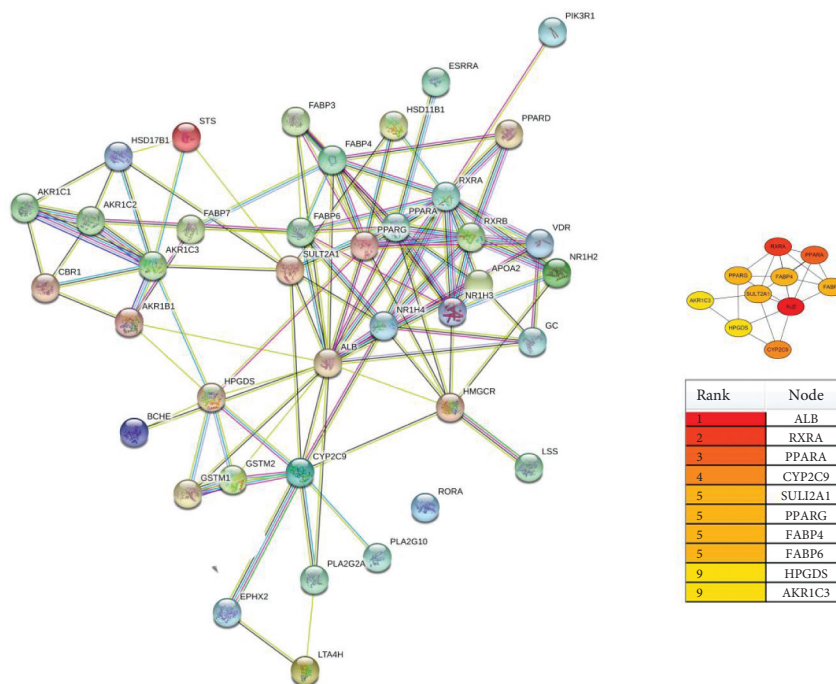 PIK3R1
ESRRA
FABP3
HSD11B1
PPARD
STS
HSD17B1
FABP4
AKR1C1
AKR1C2
FABP7
FABP6
PPARA
RXRA
PPARG
RXRB
VDR
AKR1C3
SULT2A1
NR1H2
CBR1
APOA2
NR1H3
AKR1B1
NR1H4
GC
ALB
HPGDS
HMGCR
BCHE
GSTM2
CYP2C9
LSS
GSTM1
RORA
PLA2G10
PLA2G2A
EPHX2
LTA4H
RXRA
PPARA
PPARG
FABP4
FABP
SULT2A1
AKR1C3
ALB
HPGDS
CYP2C9
Rank Node
1 ALB
2 RXRA
3 PPARA
4 CYP2C9
5 SULI2A1
5 PPARG
5 FABP4
5 FABP6
9 HPGDS
9 AKR1C3